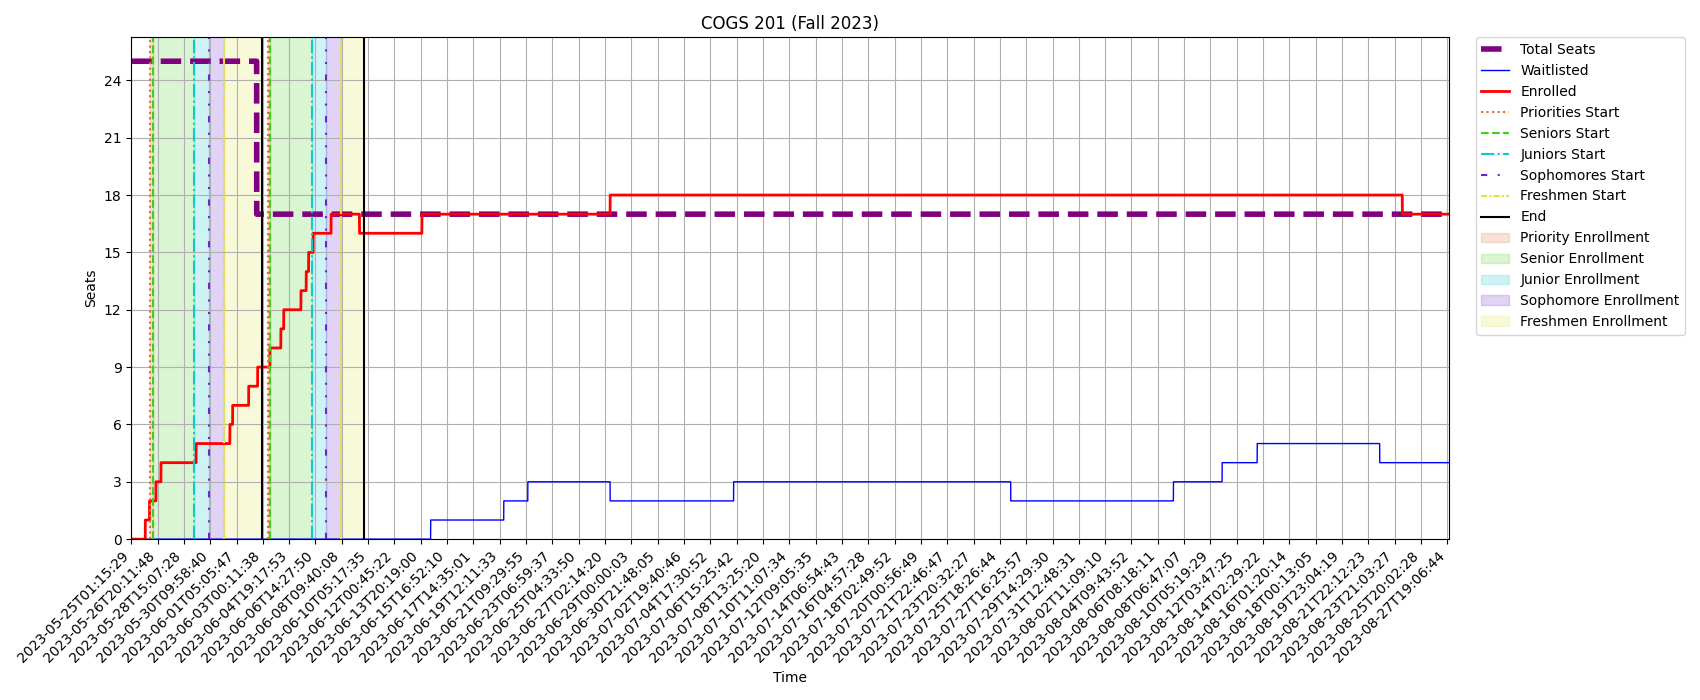 COGS 201 (Fall 2023)
Total Seats
Waitlisted
Enrolled
Priorities Start
Seniors Start
Juniors Start
Sophomores Start
Freshmen Start
End
Priority Enrollment
Senior Enrollment
Junior Enrollment
Sophomore Enrollment
Freshmen Enrollment
Seats
24
21
18
15
12
9
6
3
0
2023-05-25T01:15:29
2023-05-26T20:11:48
2023-05-28T15:07:28
2023-05-30T09:58:40
2023-06-01T05:05:47
2023-06-03T00:11:38
2023-06-04T19:17:53
2023-06-06T14:27:50
2023-06-08T09:40:08
2023-06-10T05:17:35
2023-06-12T00:45:22
2023-06-13T20:19:00
2023-06-15T16:52:10
2023-06-17T14:35:01
2023-06-19T12:11:33
2023-06-21T09:29:55
2023-06-23T06:59:37
2023-06-25T04:33:50
2023-06-27T02:14:20
2023-06-29T00:00:03
2023-06-30T21:48:05
2023-07-02T19:40:46
2023-07-04T17:30:52
2023-07-06T15:25:42
2023-07-08T13:25:20
2023-07-10T11:07:34
2023-07-12T09:05:35
2023-07-14T06:54:43
2023-07-16T04:57:28
2023-07-18T02:49:52
2023-07-20T00:56:49
2023-07-21T22:46:47
2023-07-23T20:32:27
2023-07-25T18:26:44
2023-07-27T16:25:57
2023-07-29T14:29:30
2023-07-31T12:48:31
2023-08-02T11:09:10
2023-08-04T09:43:52
2023-08-06T08:18:11
2023-08-08T06:47:07
2023-08-10T05:19:29
2023-08-12T03:47:25
2023-08-14T02:29:22
2023-08-16T01:20:14
2023-08-18T00:13:05
2023-08-19T23:04:19
2023-08-21T22:12:23
2023-08-23T21:03:27
2023-08-25T20:02:28
2023-08-27T19:06:44
Time